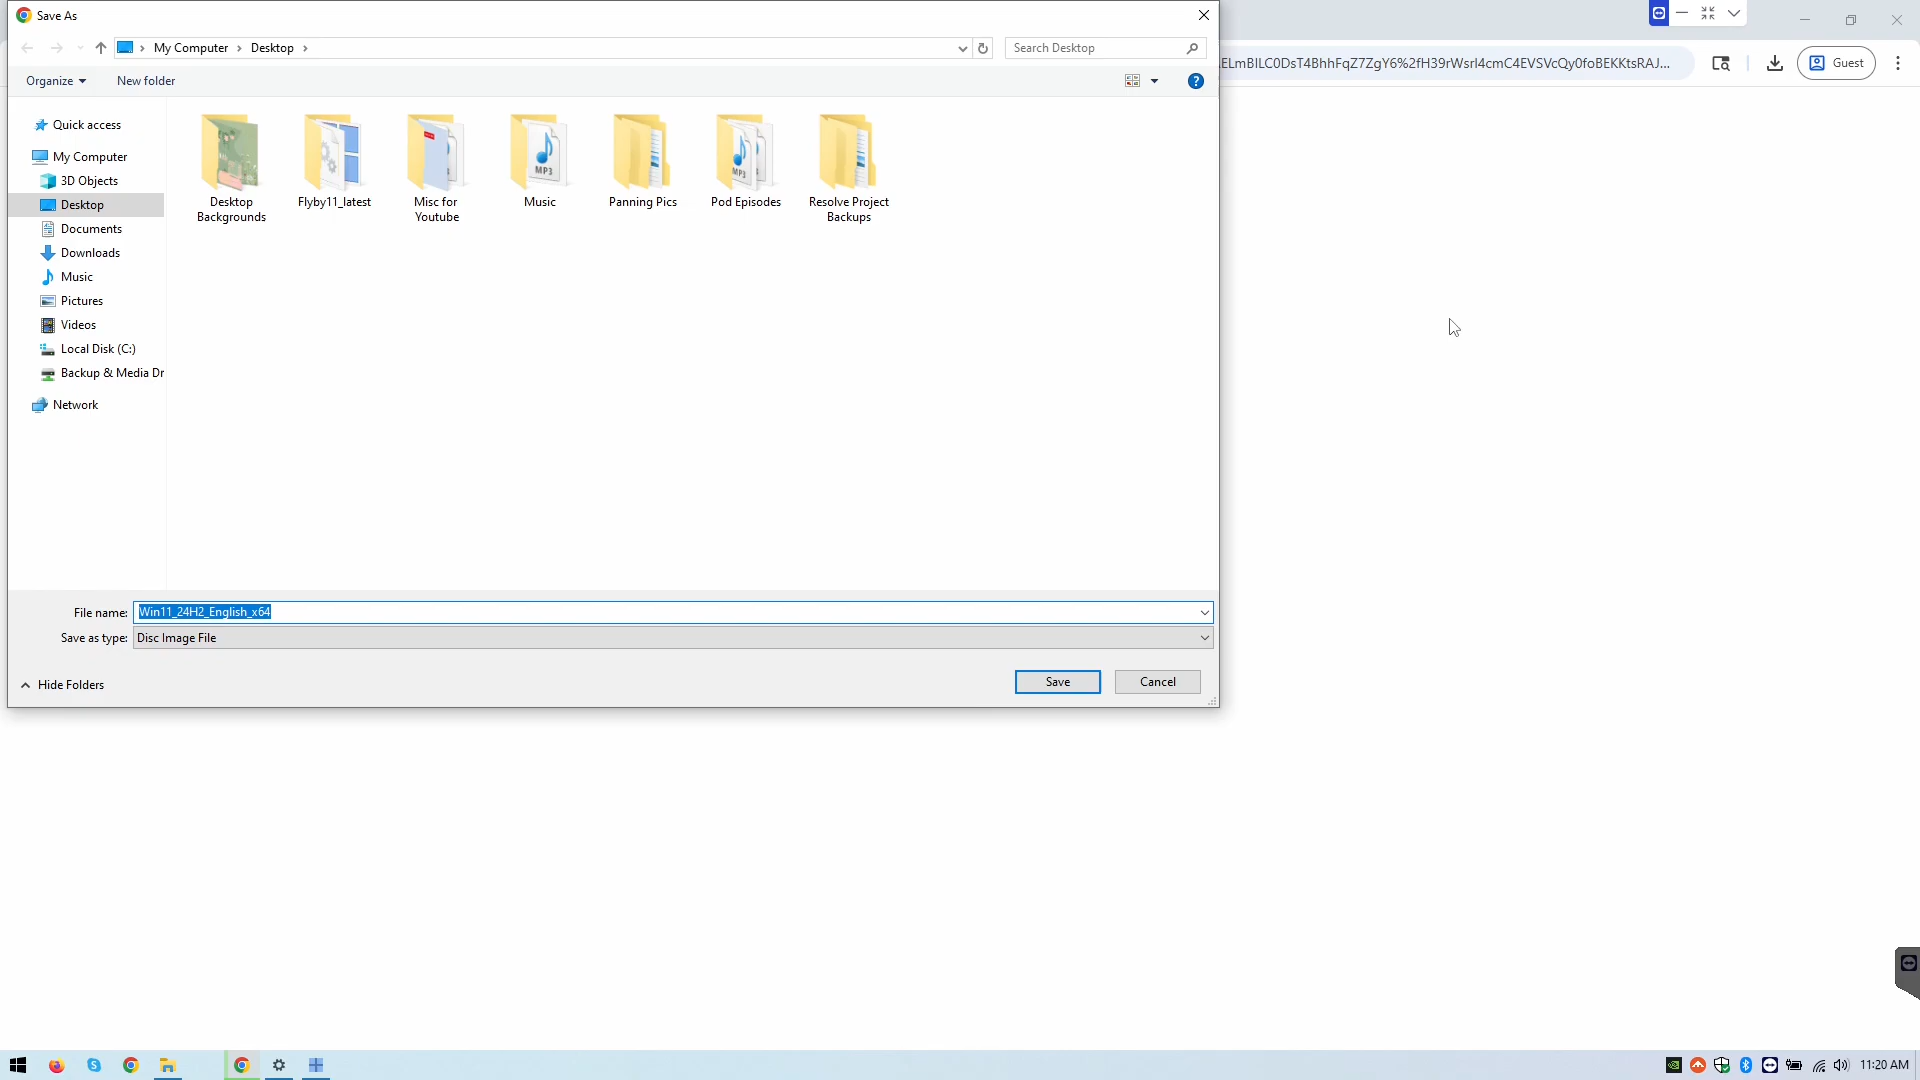 Save As
My Computer
Desktop
Search Desktop
ELmBILC0DsT4BhhFqZ7ZgY6%2fH39rWsrl4cmC4EVSVcQy0foBEKKtsRAJ...
Guest
Organize
New folder
Quick access
My Computer
3D Objects
Desktop
Documents
Downloads
Music
Pictures
Videos
Local Disk (C:)
Backup & Media Dr
Network
Desktop
Backgrounds
Flyby11_latest
Misc for
Youtube
MP3
Music
Panning Pics
MP3
Pod Episodes
Resolve Project
Backups
File name:
Win11_24H2_English_x64
Save as type:
Disc Image File
Hide Folders
Save
Cancel
11:20 AM